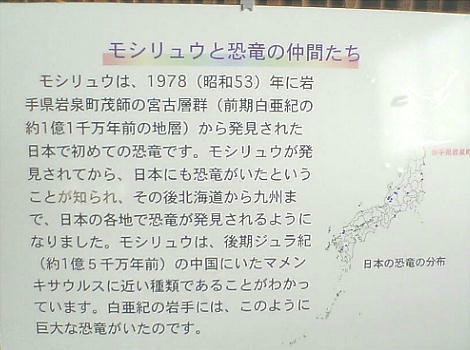 モシリュウと恐竜の仲間たち
モシリュウは、1978（昭和53）年に岩
手県岩泉町茂師の宮古層群（前期白亜紀の
約1億1千万年前の地層）から発見された
日本で初めての恐竜です。モシリュウが発
見されてから、日本にも恐竜がいたという
ことが知られ、その後北海道から九州ま
で、日本の各地で恐竜が発見されるように
なりました。モシリュウは、後期ジュラ紀
（約1億5千万年前）の中国にいたマメン
キサウルスに近い種類であることがわかっ
ています。白亜紀の岩手には、このように
巨大な恐竜がいたのです。
日本の恐竜の分布